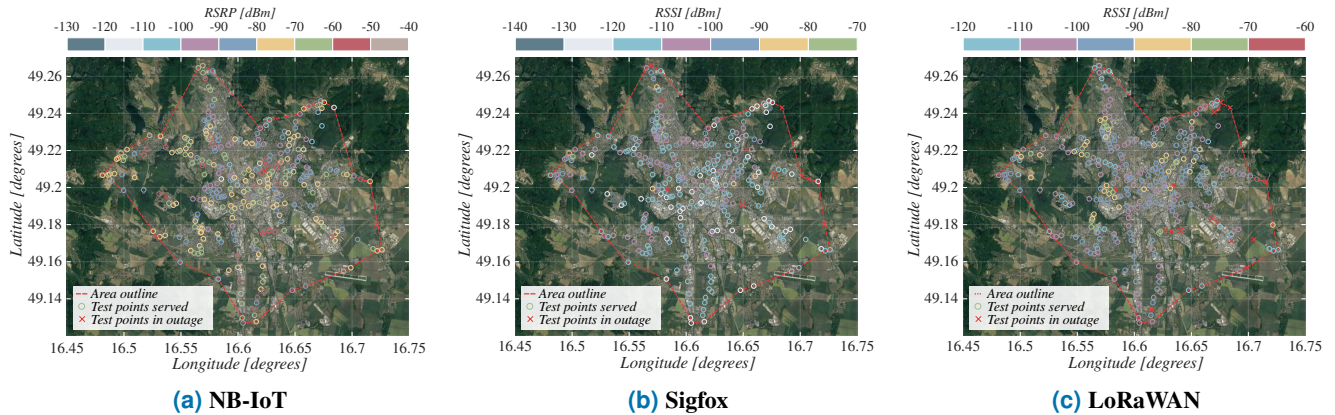 RSRP [dBm]
-130 -120 -110 -100 -90 -80 -70 -60 -50 -40
Latitude [degrees]
49.26
49.24
49.22
49.2
49.18
49.16
49.14
Area outline
Test points served
Test points in outage
16.45 16.5 16.55 16.6 16.65 16.7 16.75
Longitude [degrees]
(a) NB-IoT
RSSI [dBm]
-140 -130 -120 -110 -100 -90 -80 -70
Latitude [degrees]
49.26
49.24
49.22
49.2
49.18
49.16
49.14
Area outline
Test points served
Test points in outage
16.45 16.5 16.55 16.6 16.65 16.7 16.75
Longitude [degrees]
(b) Sigfox
RSSI [dBm]
-120 -110 -100 -90 -80 -70 -60
Latitude [degrees]
49.26
49.24
49.22
49.2
49.18
49.16
49.14
Area outline
Test points served
Test points in outage
16.45 16.5 16.55 16.6 16.65 16.7 16.75
Longitude [degrees]
(c) LoRaWAN